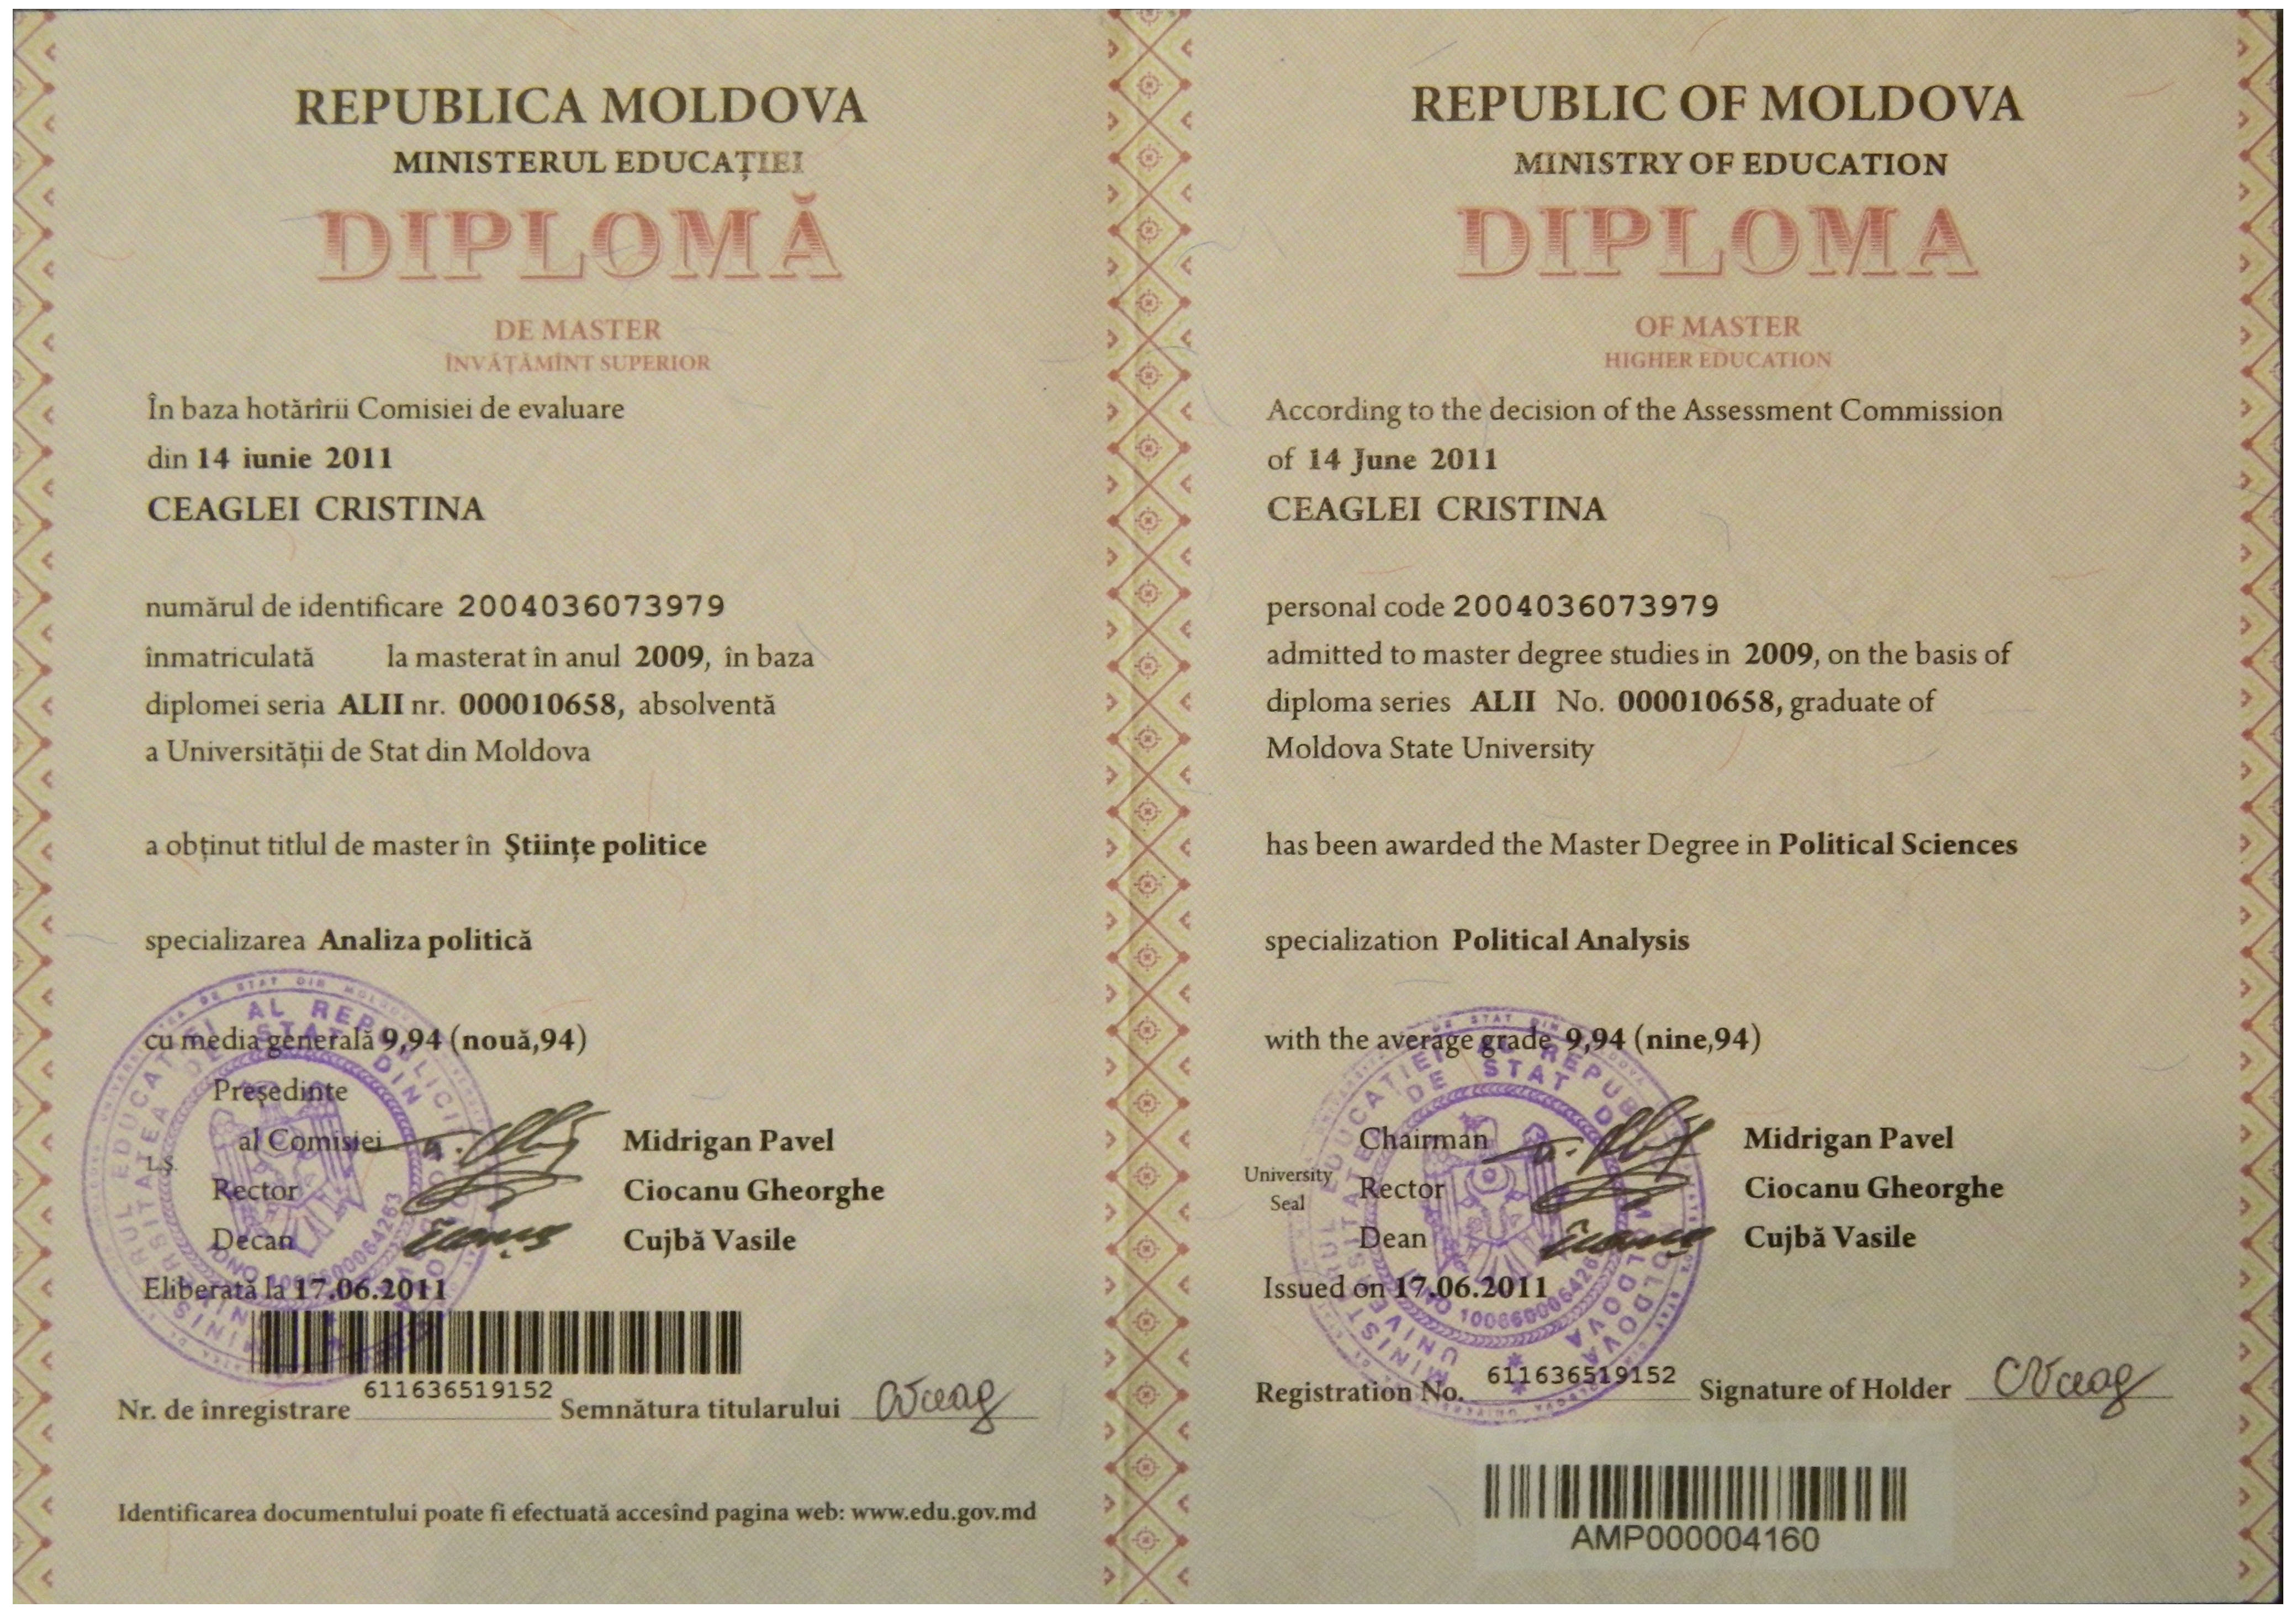 REPUBLICA MOLDOVA
MINISTERUL EDUCAȚIEI
DIPLOMĂ
DE MASTER
ÎNVĂȚĂMÎNT SUPERIOR
În baza hotărîrii Comisiei de evaluare
din 14 iunie 2011
CEAGLEI CRISTINA
numărul de identificare 2004036073979
înmatriculată la masterat în anul 2009, în baza
diplomei seria ALII nr. 000010658, absolventă
a Universității de Stat din Moldova
a obținut titlul de master în Științe politice
specializarea Analiza politică
cu media generală 9,94 (nouă,94)
Președinte
al Comisiei Midrigan Pavel
L.Ș.
Rector Ciocanu Gheorghe
Decan Cujbă Vasile
Eliberată la 17.06.2011
611636519152
Nr. de înregistrare Semnătura titularului
Identificarea documentului poate fi efectuată accesînd pagina web: www.edu.gov.md
REPUBLIC OF MOLDOVA
MINISTRY OF EDUCATION
DIPLOMA
OF MASTER
HIGHER EDUCATION
According to the decision of the Assessment Commission
of 14 June 2011
CEAGLEI CRISTINA
personal code 2004036073979
admitted to master degree studies in 2009, on the basis of
diploma series ALII No. 000010658, graduate of
Moldova State University
has been awarded the Master Degree in Political Sciences
specialization Political Analysis
with the average grade 9,94 (nine,94)
Chairman Midrigan Pavel
University
Seal
Rector Ciocanu Gheorghe
Dean Cujbă Vasile
Issued on 17.06.2011
611636519152
Registration No. Signature of Holder
AMP000004160